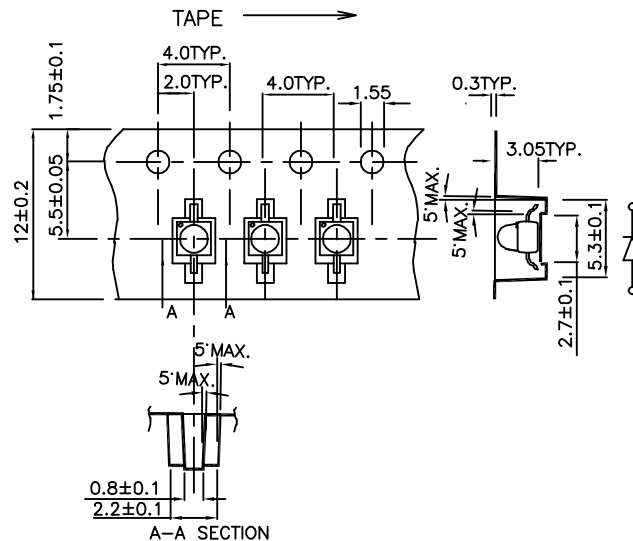 TAPE
4.0TYP.
2.0TYP.
4.0TYP.
1.55
0.3TYP.
3.05TYP.
1.75±0.1
5.5±0.05
12±0.2
5°MAX.
5°MAX.
5.3±0.1
2.7±0.1
A
A
5°MAX.
5°MAX.
0.8±0.1
2.2±0.1
A-A SECTION